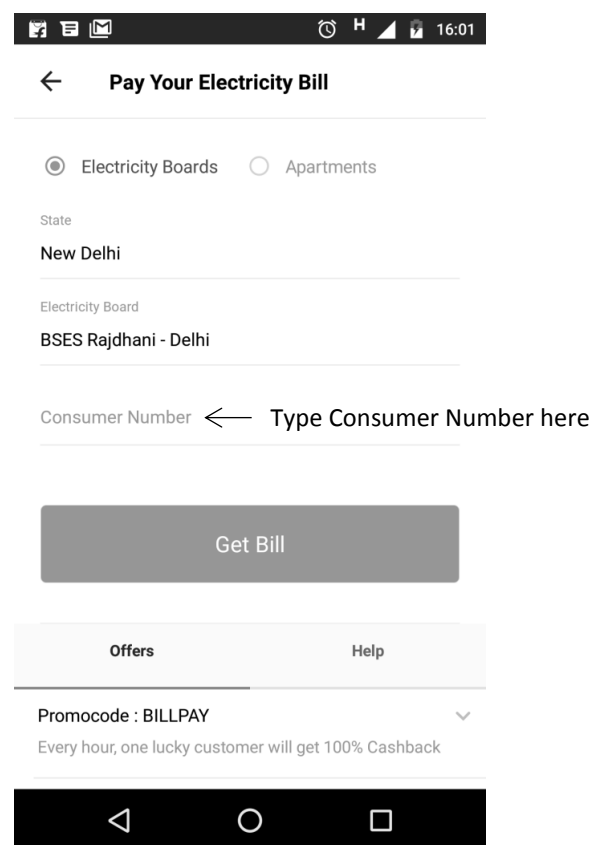 H 16:01
Pay Your Electricity Bill
Electricity Boards Apartments
State
New Delhi
Electricity Board
BSES Rajdhani - Delhi
Consumer Number Type Consumer Number here
Get Bill
Offers Help
Promocode : BILLPAY
Every hour, one lucky customer will get 100% Cashback